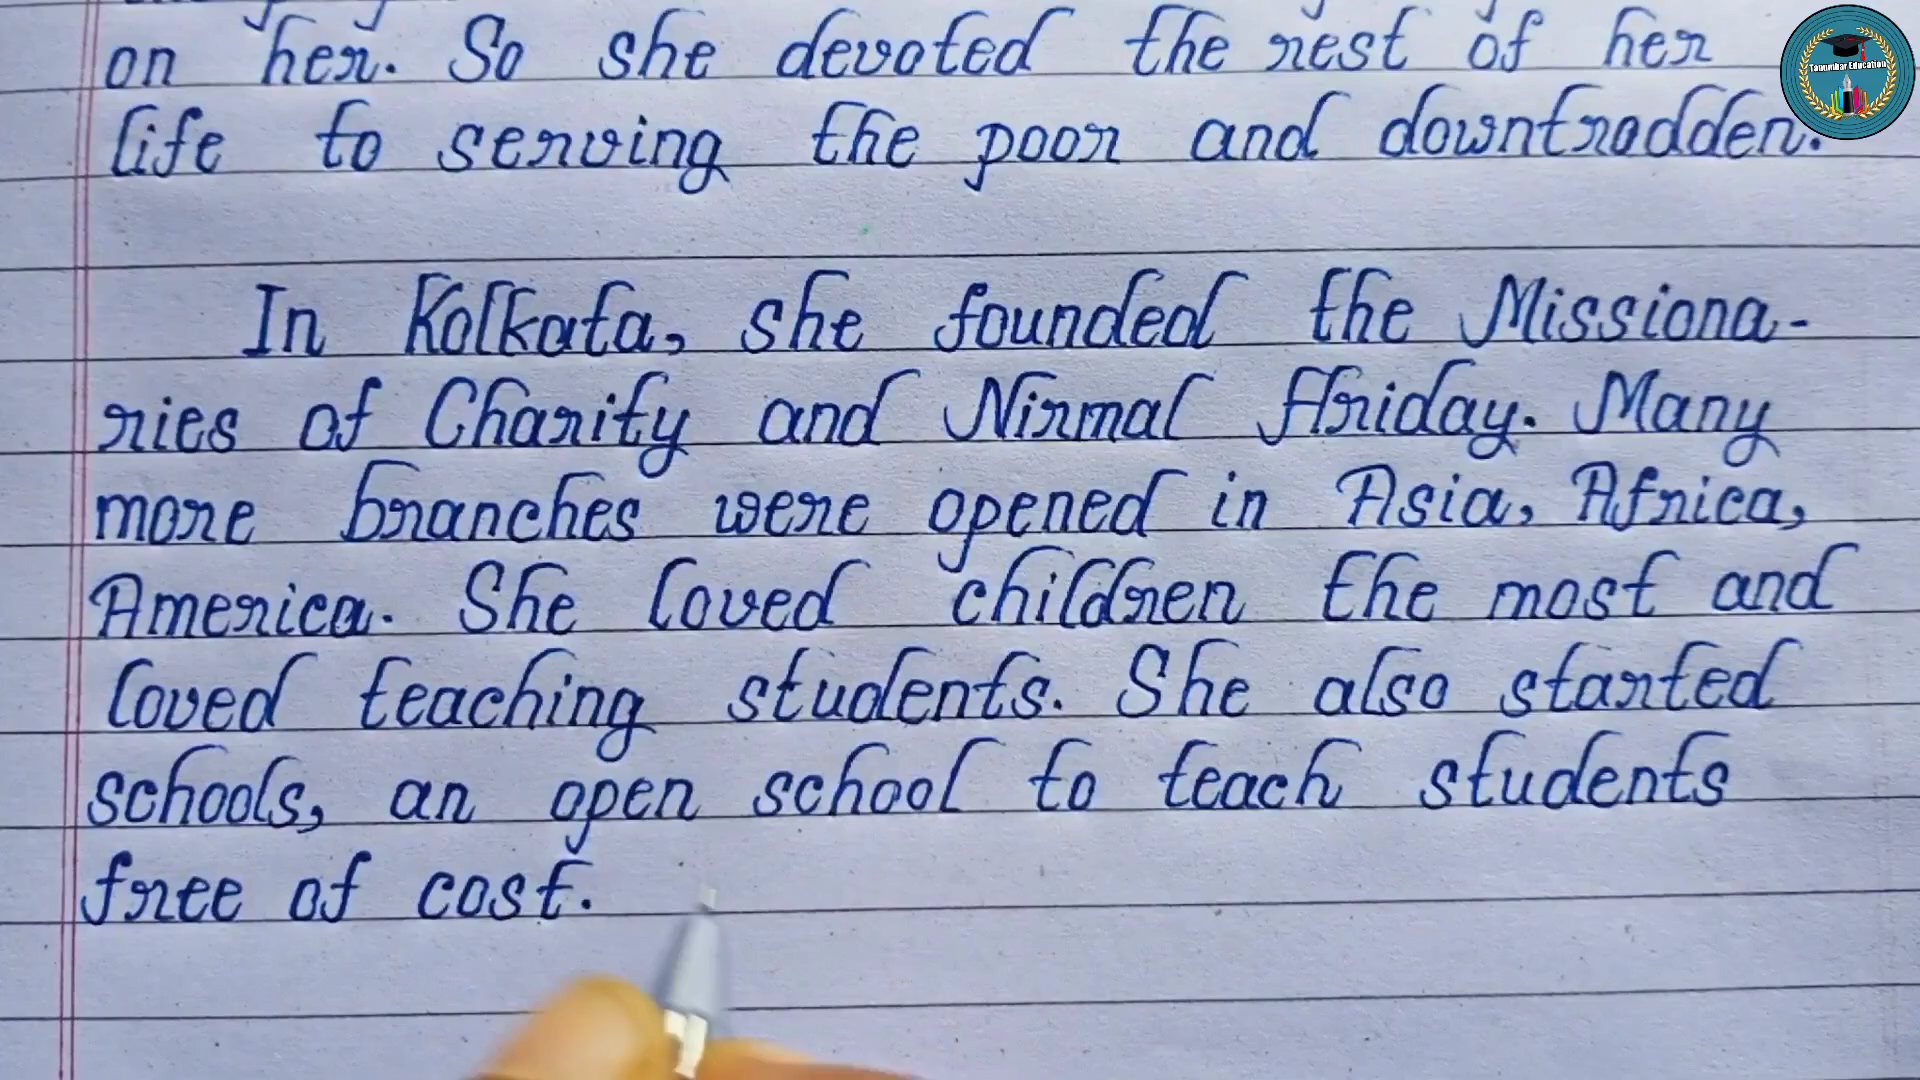 on her. So she devoted the rest of her
life to serving the poor and downtrodden.
In Kolkata, she founded the Missiona-
ries of Charity and Nirmal Hriday. Many
more branches were opened in Asia, Africa,
America. She loved children the most and
loved teaching students. She also started
schools, an open school to teach students
free of cost.
Tanumbar Education